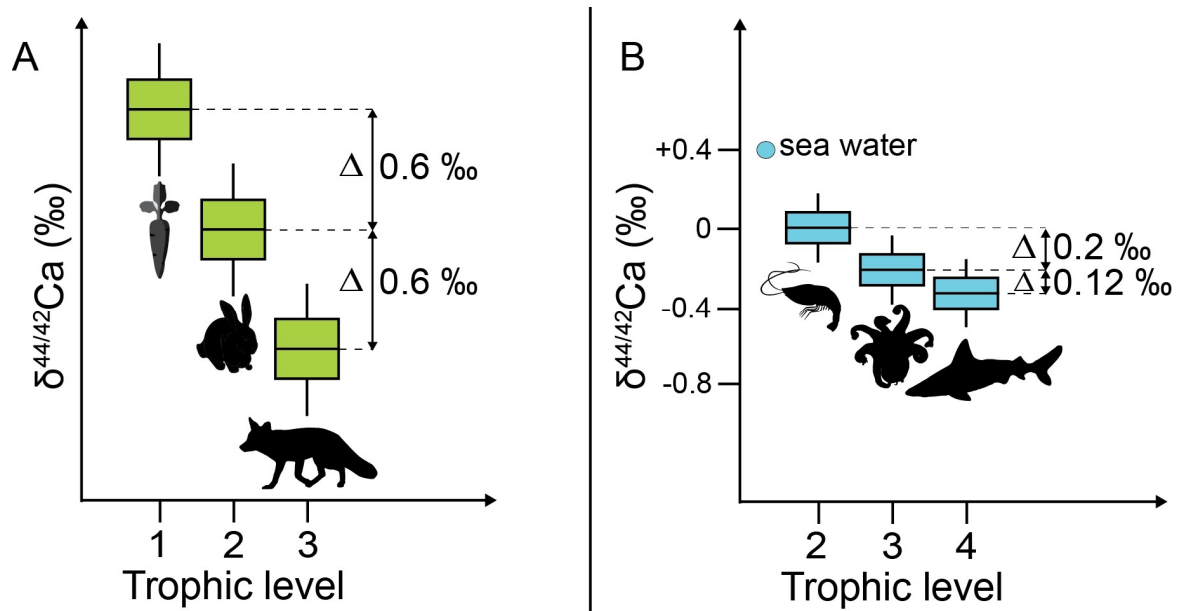 A
δ44/42Ca (‰)
Δ 0.6 ‰
Δ 0.6 ‰
1 2 3
Trophic level
B
δ44/42Ca (‰)
+0.4
sea water
0
-0.4
-0.8
Δ 0.2 ‰
Δ 0.12 ‰
2 3 4
Trophic level